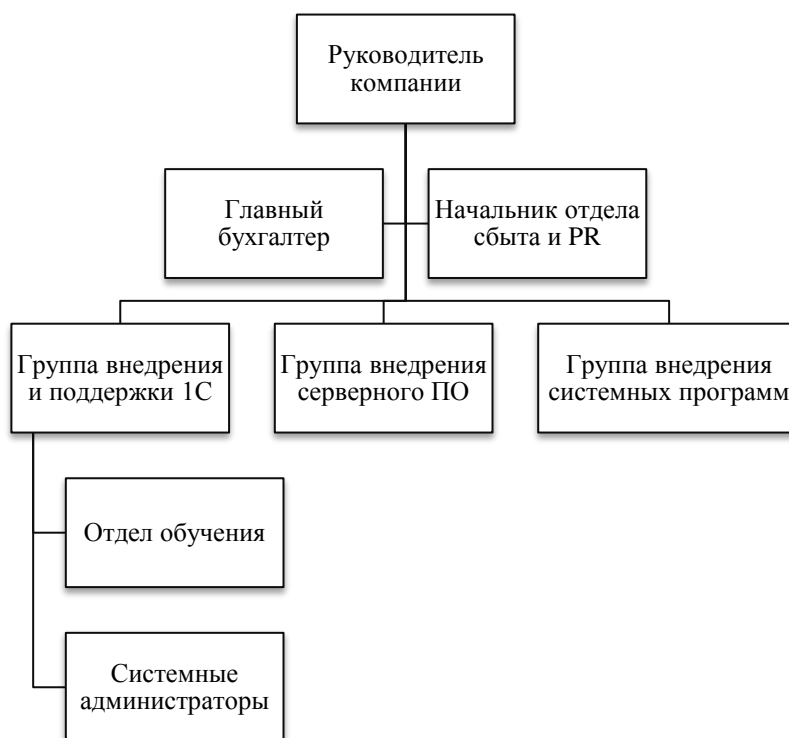 Руководитель
компании
Главный
бухгалтер
Начальник отдела
сбыта и PR
Группа внедрения
и поддержки 1С
Группа внедрения
серверного ПО
Группа внедрения
системных программ
Отдел обучения
Системные
администраторы